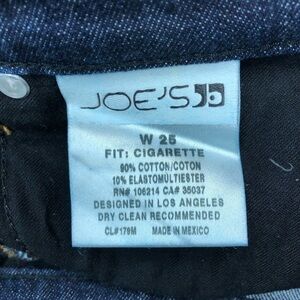 JOE'S
W 25
FIT: CIGARETTE
90% COTTON/COTON
10% ELASTOMULTIESTER
RN# 106214 CA# 35037
DESIGNED IN LOS ANGELES
DRY CLEAN RECOMMENDED
CL#179M MADE IN MEXICO